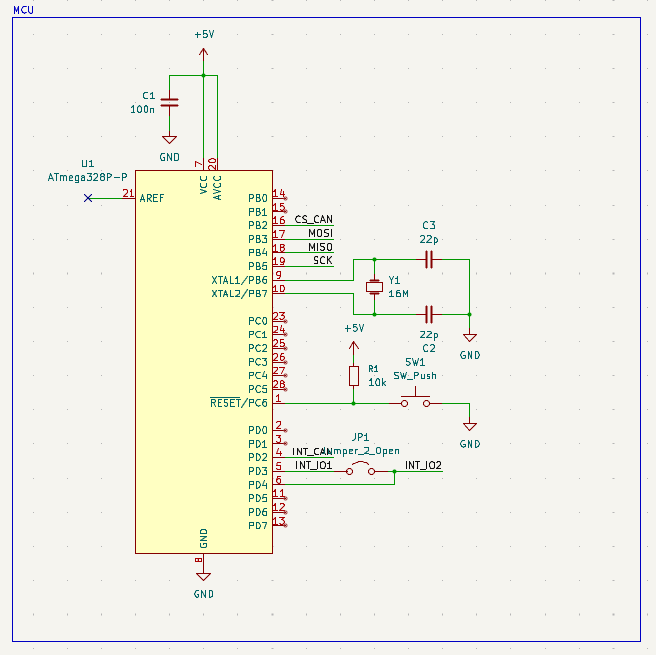 MCU
+5V
C1
100n
GND
U1
ATmega328P-P
7
20
VCC
AVCC
21
AREF
PB0
14
PB1
15
PB2
16
CS_CAN
PB3
17
MOSI
PB4
18
MISO
PB5
19
SCK
XTAL1/PB6
9
XTAL2/PB7
10
C3
22p
Y1
16M
22p
C2
GND
PC0
23
PC1
24
PC2
25
PC3
26
PC4
27
PC5
28
RESET/PC6
1
+5V
R1
10k
SW1
SW_Push
GND
PD0
2
PD1
3
PD2
4
INT_CAN
PD3
5
INT_IO1
JP1
Jumper_2_Open
INT_IO2
PD4
6
PD5
11
PD6
12
PD7
13
GND
8
GND